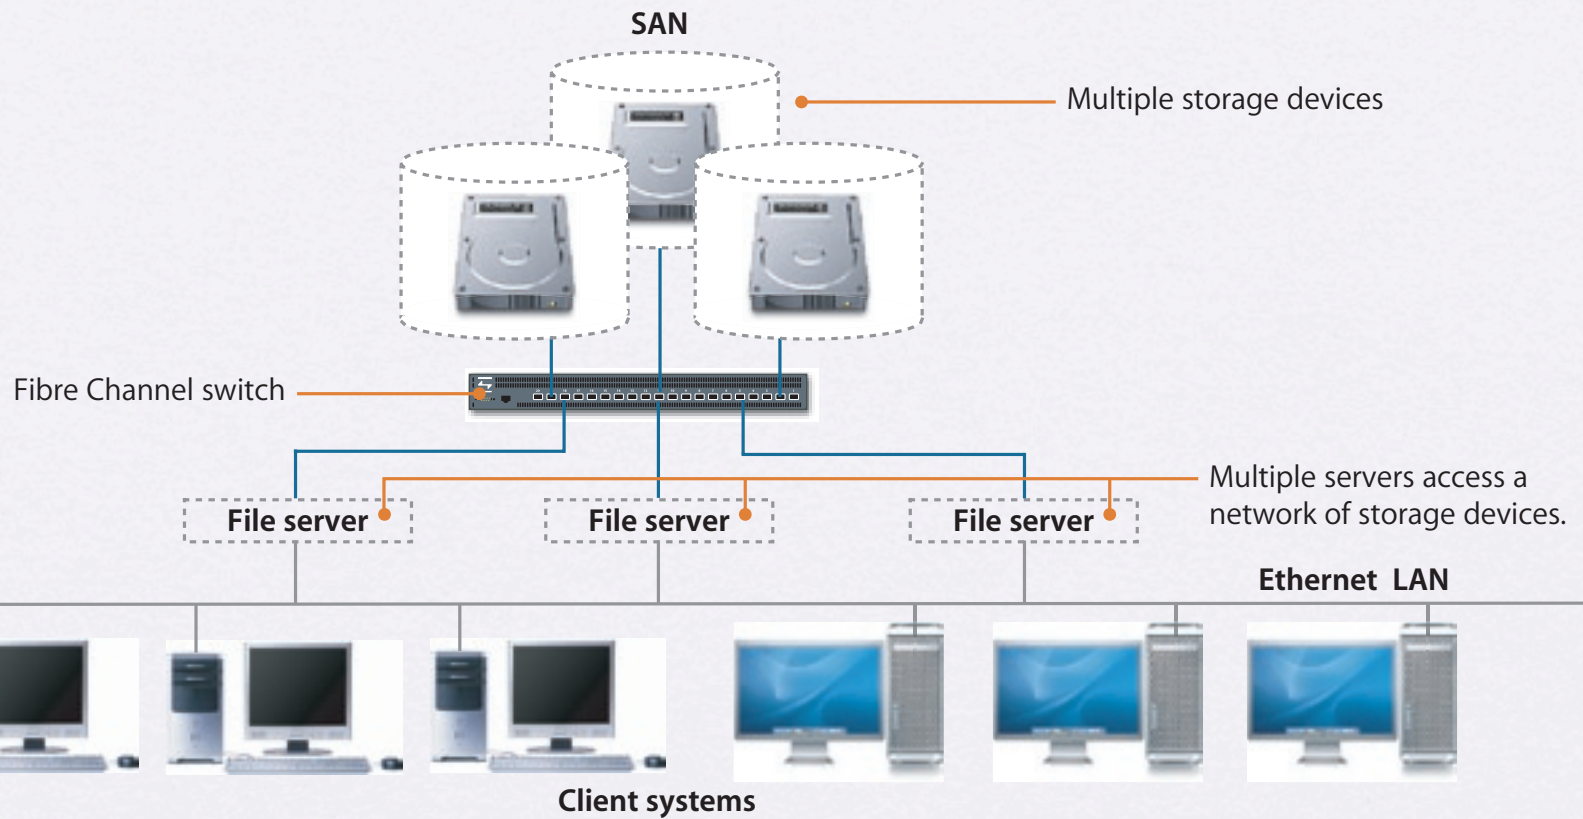 SAN
Multiple storage devices
Fibre Channel switch
Multiple servers access a
network of storage devices.
File server
File server
File server
Ethernet LAN
Client systems